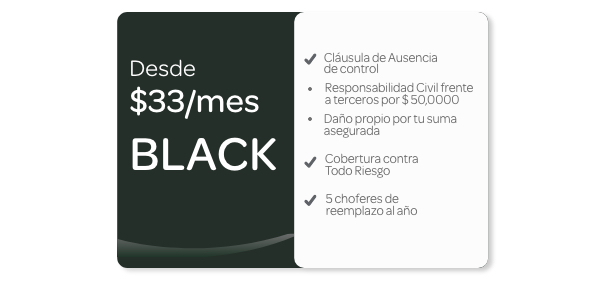 Desde
$33/mes
BLACK
Cláusula de Ausencia
de control
Responsabilidad Civil frente
a terceros por $ 50,0000
Daño propio por tu suma
asegurada
Cobertura contra
Todo Riesgo
5 choferes de
reemplazo al año